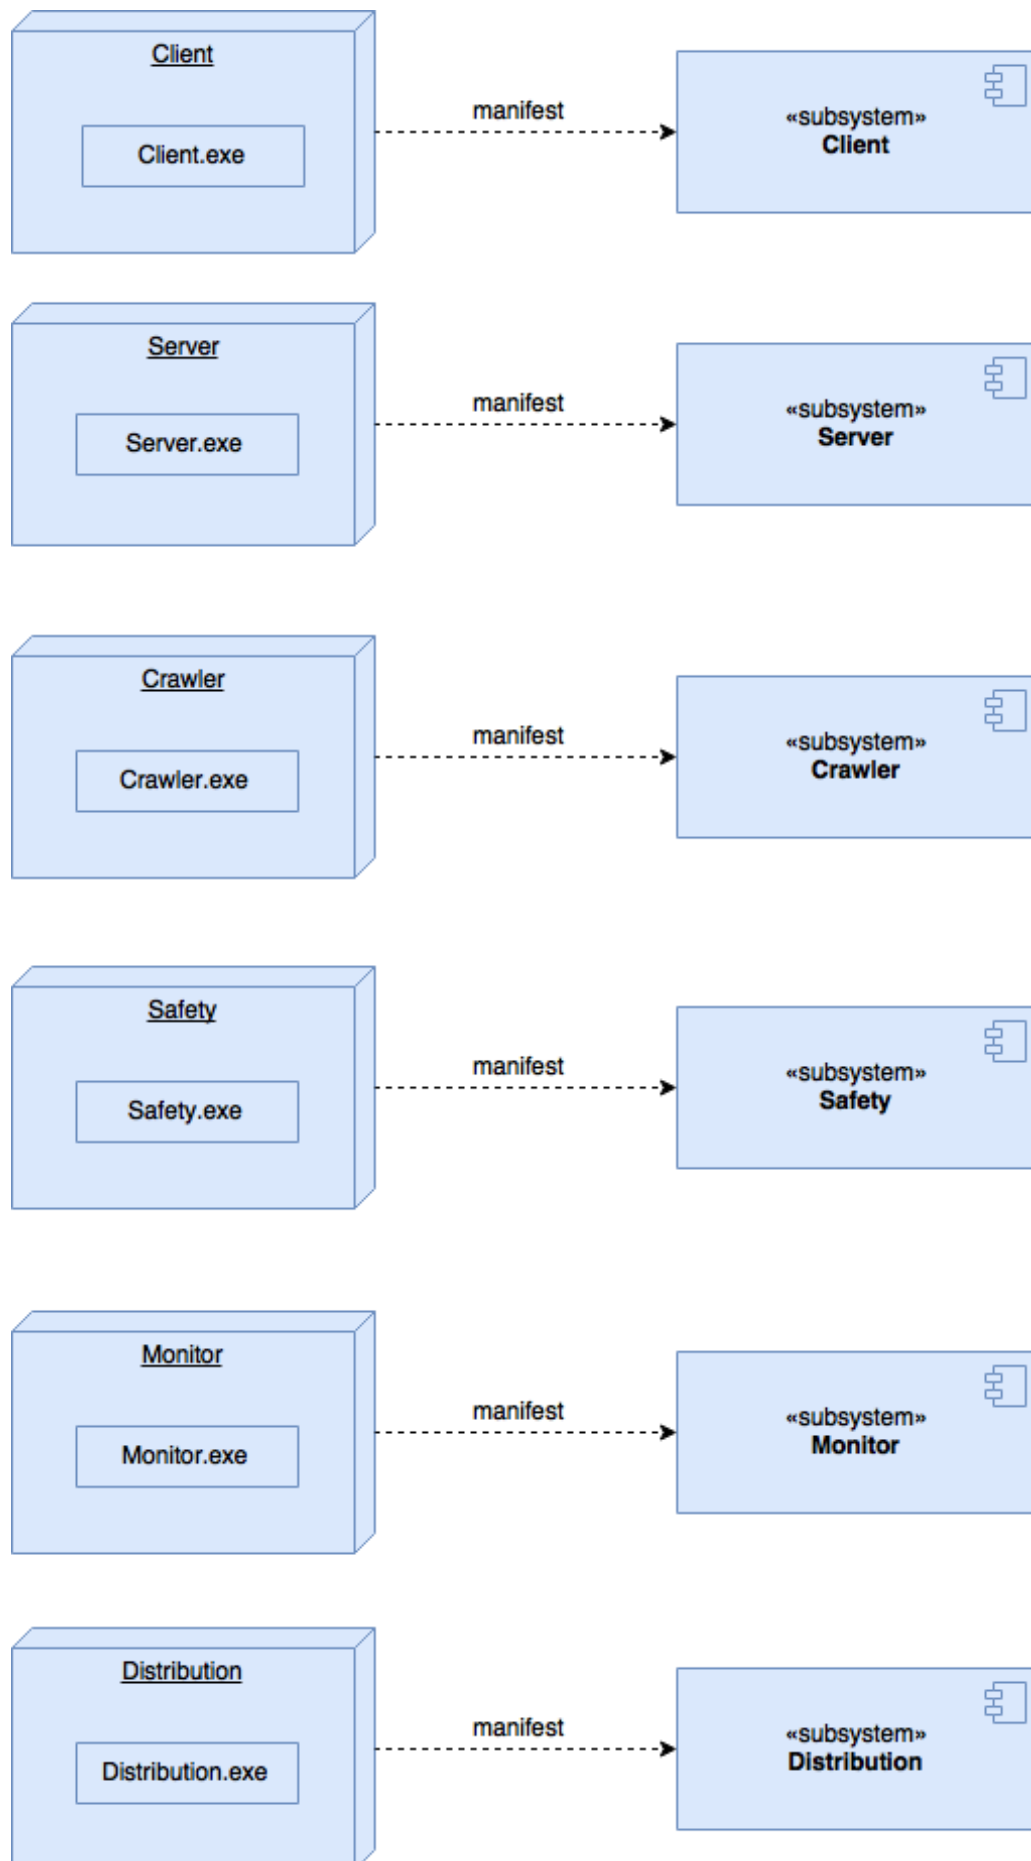 Client
Client.exe
manifest
«subsystem»
Client
Server
Server.exe
manifest
«subsystem»
Server
Crawler
Crawler.exe
manifest
«subsystem»
Crawler
Safety
Safety.exe
manifest
«subsystem»
Safety
Monitor
Monitor.exe
manifest
«subsystem»
Monitor
Distribution
Distribution.exe
manifest
«subsystem»
Distribution